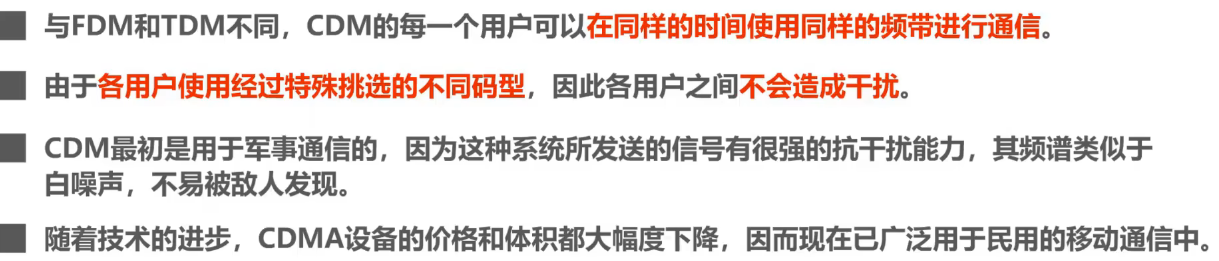 与FDM和TDM不同，CDM的每一个用户可以在同样的时间使用同样的频带进行通信。
由于各用户使用经过特殊挑选的不同码型，因此各用户之间不会造成干扰。
CDM最初是用于军事通信的，因为这种系统所发送的信号有很强的抗干扰能力，其频谱类似于
白噪声，不易被敌人发现。
随着技术的进步，CDMA设备的价格和体积都大幅度下降，因而现在已广泛用于民用的移动通信中。